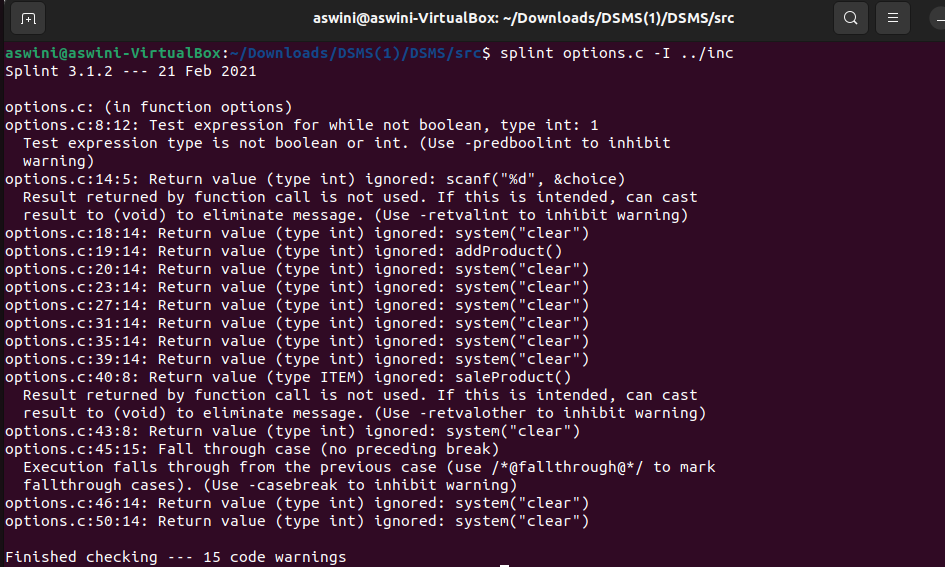 aswini@aswini-VirtualBox: ~/Downloads/DSMS(1)/DSMS/src
aswini@aswini-VirtualBox:~/Downloads/DSMS(1)/DSMS/src$ splint options.c -I ../inc
Splint 3.1.2 --- 21 Feb 2021

options.c: (in function options)
options.c:8:12: Test expression for while not boolean, type int: 1
  Test expression type is not boolean or int. (Use -predboolint to inhibit
  warning)
options.c:14:5: Return value (type int) ignored: scanf("%d", &choice)
  Result returned by function call is not used. If this is intended, can cast
  result to (void) to eliminate message. (Use -retvalint to inhibit warning)
options.c:18:14: Return value (type int) ignored: system("clear")
options.c:19:14: Return value (type int) ignored: addProduct()
options.c:20:14: Return value (type int) ignored: system("clear")
options.c:23:14: Return value (type int) ignored: system("clear")
options.c:27:14: Return value (type int) ignored: system("clear")
options.c:31:14: Return value (type int) ignored: system("clear")
options.c:35:14: Return value (type int) ignored: system("clear")
options.c:39:14: Return value (type int) ignored: system("clear")
options.c:40:8: Return value (type ITEM) ignored: saleProduct()
  Result returned by function call is not used. If this is intended, can cast
  result to (void) to eliminate message. (Use -retvalother to inhibit warning)
options.c:43:8: Return value (type int) ignored: system("clear")
options.c:45:15: Fall through case (no preceding break)
  Execution falls through from the previous case (use /*@fallthrough@*/ to mark
  fallthrough cases). (Use -casebreak to inhibit warning)
options.c:46:14: Return value (type int) ignored: system("clear")
options.c:50:14: Return value (type int) ignored: system("clear")

Finished checking --- 15 code warnings